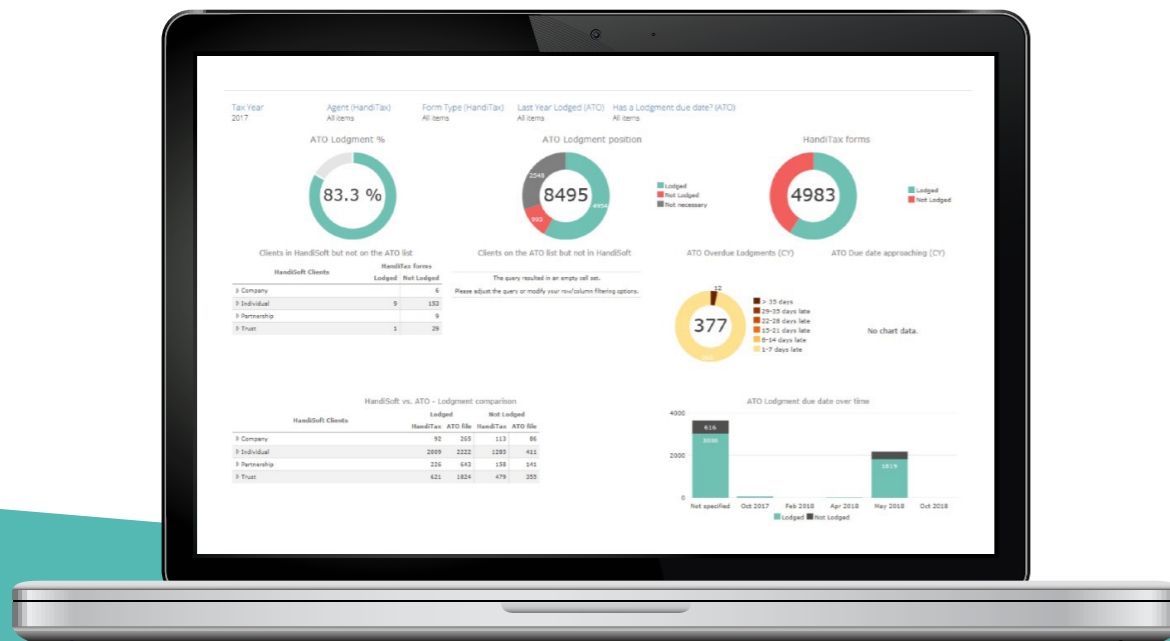 Tax Year Agent (HandiTax) Form Type (HandiTax) Last Year Lodged (ATO) Has a Lodgment due date? (ATO)
2017 All items All items All items All items
ATO Lodgment %
83.3 %
ATO Lodgment position
2548
8495
4954
993
Lodged
Not Lodged
Not necessary
HandiTax forms
4983
Lodged
Not Lodged
Clients in HandiSoft but not on the ATO list
HandiSoft Clients HandiTax forms
Lodged Not Lodged
Company 6
Individual 9 153
Partnership 9
Trust 1 29
Clients on the ATO list but not in HandiSoft
The query resulted in an empty cell set.
Please adjust the query or modify your row/column filtering options.
ATO Overdue Lodgments (CY)
12
377
> 35 days
29-35 days late
22-28 days late
15-21 days late
8-14 days late
1-7 days late
ATO Due date approaching (CY)
No chart data.
HandiSoft vs. ATO - Lodgment comparison
HandiSoft Clients Lodged Not Lodged
HandiTax ATO file HandiTax ATO file
Company 92 265 113 86
Individual 2009 2222 1283 411
Partnership 226 643 158 141
Trust 621 1824 479 355
ATO Lodgment due date over time
4000
616
2000
1819
0
Not specified Oct 2017 Feb 2018 Apr 2018 May 2018 Oct 2018
Lodged Not Lodged